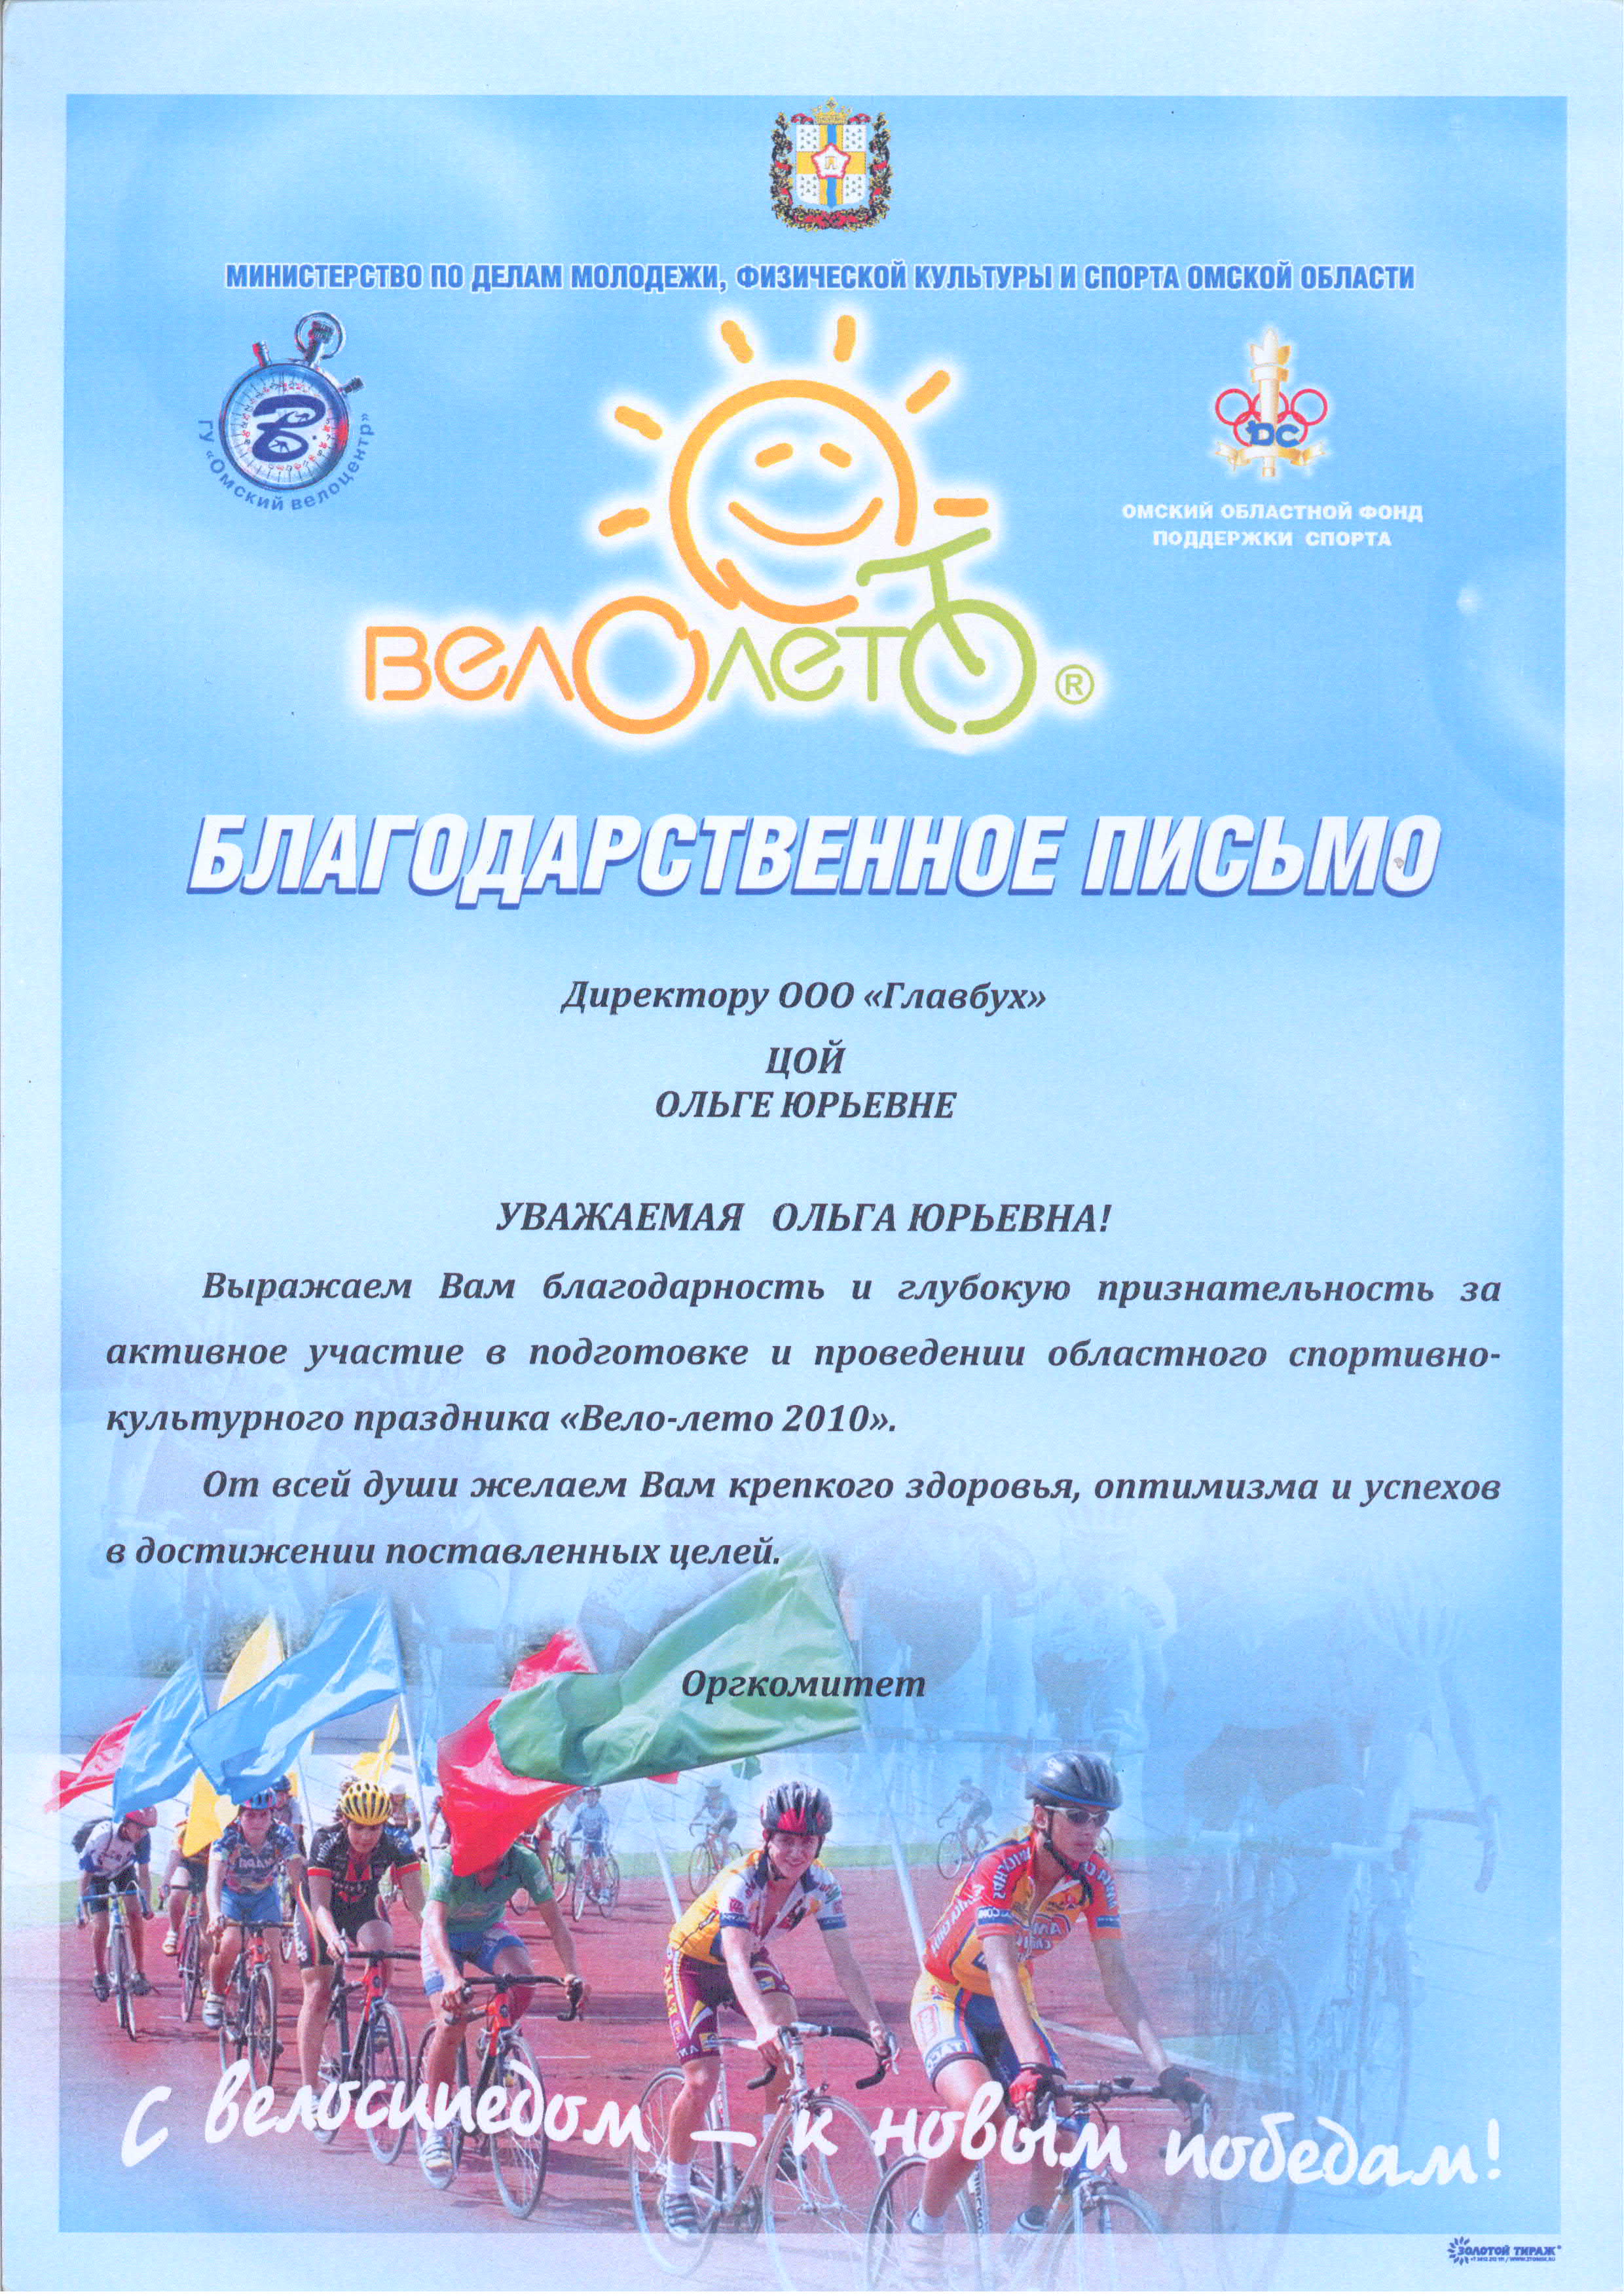 МИНИСТЕРСТВО ПО ДЕЛАМ МОЛОДЕЖИ, ФИЗИЧЕСКОЙ КУЛЬТУРЫ И СПОРТА ОМСКОЙ ОБЛАСТИ
ГУ «Омский велоцентр»
DC
ОМСКИЙ ОБЛАСТНОЙ ФОНД
ПОДДЕРЖКИ СПОРТА
ВелОлетО ®
БЛАГОДАРСТВЕННОЕ ПИСЬМО
Директору ООО «Главбух»
ЦОЙ
ОЛЬГЕ ЮРЬЕВНЕ
УВАЖАЕМАЯ ОЛЬГА ЮРЬЕВНА!
Выражаем Вам благодарность и глубокую признательность за
активное участие в подготовке и проведении областного спортивно-
культурного праздника «Вело-лето 2010».
От всей души желаем Вам крепкого здоровья, оптимизма и успехов
в достижении поставленных целей.
Оргкомитет
С велосипедом – к новым победам!
ЗОЛОТОЙ ТИРАЖ